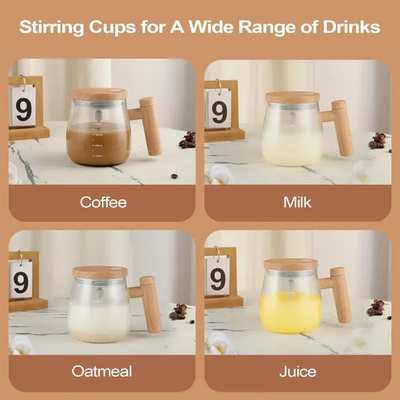 Stirring Cups for A Wide Range of Drinks
9
9
Coffee
Milk
9
9
Oatmeal
Juice